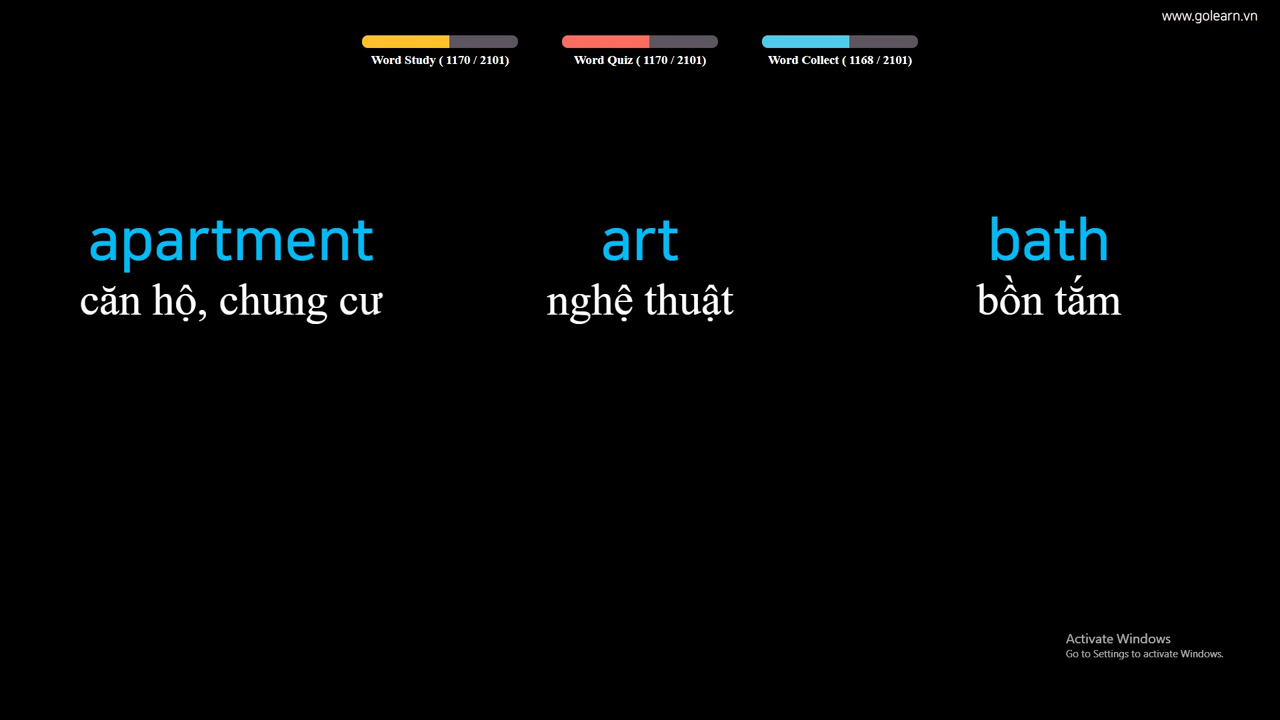 www.golearn.vn
Word Study ( 1170 / 2101) Word Quiz ( 1170 / 2101) Word Collect ( 1168 / 2101)
apartment art bath
căn hộ, chung cư nghệ thuật bồn tắm
Activate Windows
Go to Settings to activate Windows.